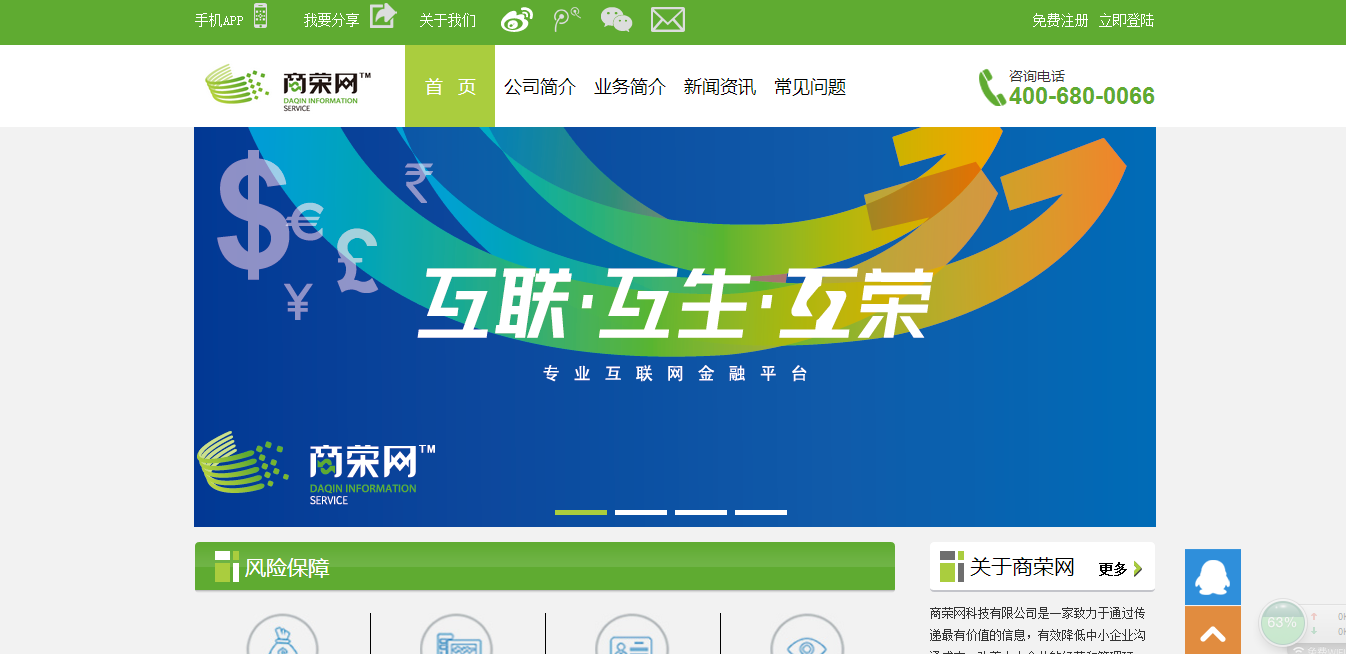 手机APP 我要分享 关于我们 免费注册 立即登陆
商荣网™
DAQIN INFORMATION
SERVICE
首 页 公司简介 业务简介 新闻资讯 常见问题
咨询电话
400-680-0066
$ € £ ¥ ₹
互联·互生·互荣
专业互联网金融平台
商荣网™
DAQIN INFORMATION
SERVICE
风险保障
关于商荣网 更多
商荣网科技有限公司是一家致力于通过传
递最有价值的信息，有效降低中小企业沟
63%